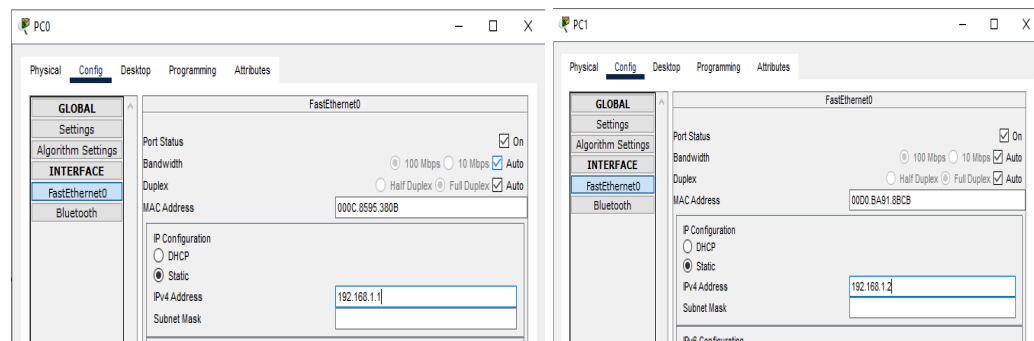 PC0
Physical Config Desktop Programming Attributes
GLOBAL
Settings
Algorithm Settings
INTERFACE
FastEthernet0
Bluetooth
FastEthernet0
Port Status On
Bandwidth 100 Mbps 10 Mbps Auto
Duplex Half Duplex Full Duplex Auto
MAC Address 000C.8595.380B
IP Configuration
DHCP
Static
IPv4 Address 192.168.1.1
Subnet Mask
PC1
Physical Config Desktop Programming Attributes
GLOBAL
Settings
Algorithm Settings
INTERFACE
FastEthernet0
Bluetooth
FastEthernet0
Port Status On
Bandwidth 100 Mbps 10 Mbps Auto
Duplex Half Duplex Full Duplex Auto
MAC Address 00D0.BA91.8BCB
IP Configuration
DHCP
Static
IPv4 Address 192.168.1.2
Subnet Mask
IPv6 Configuration